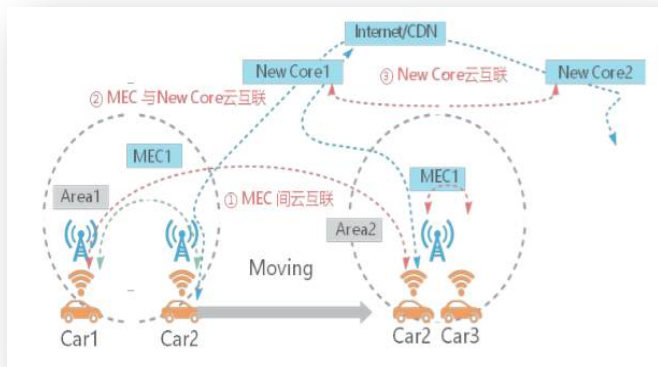 Internet/CDN
New Core1
③ New Core云互联
New Core2
② MEC 与New Core云互联
MEC1
MEC1
Area1
① MEC 间云互联
Area2
Moving
Car1
Car2
Car2
Car3